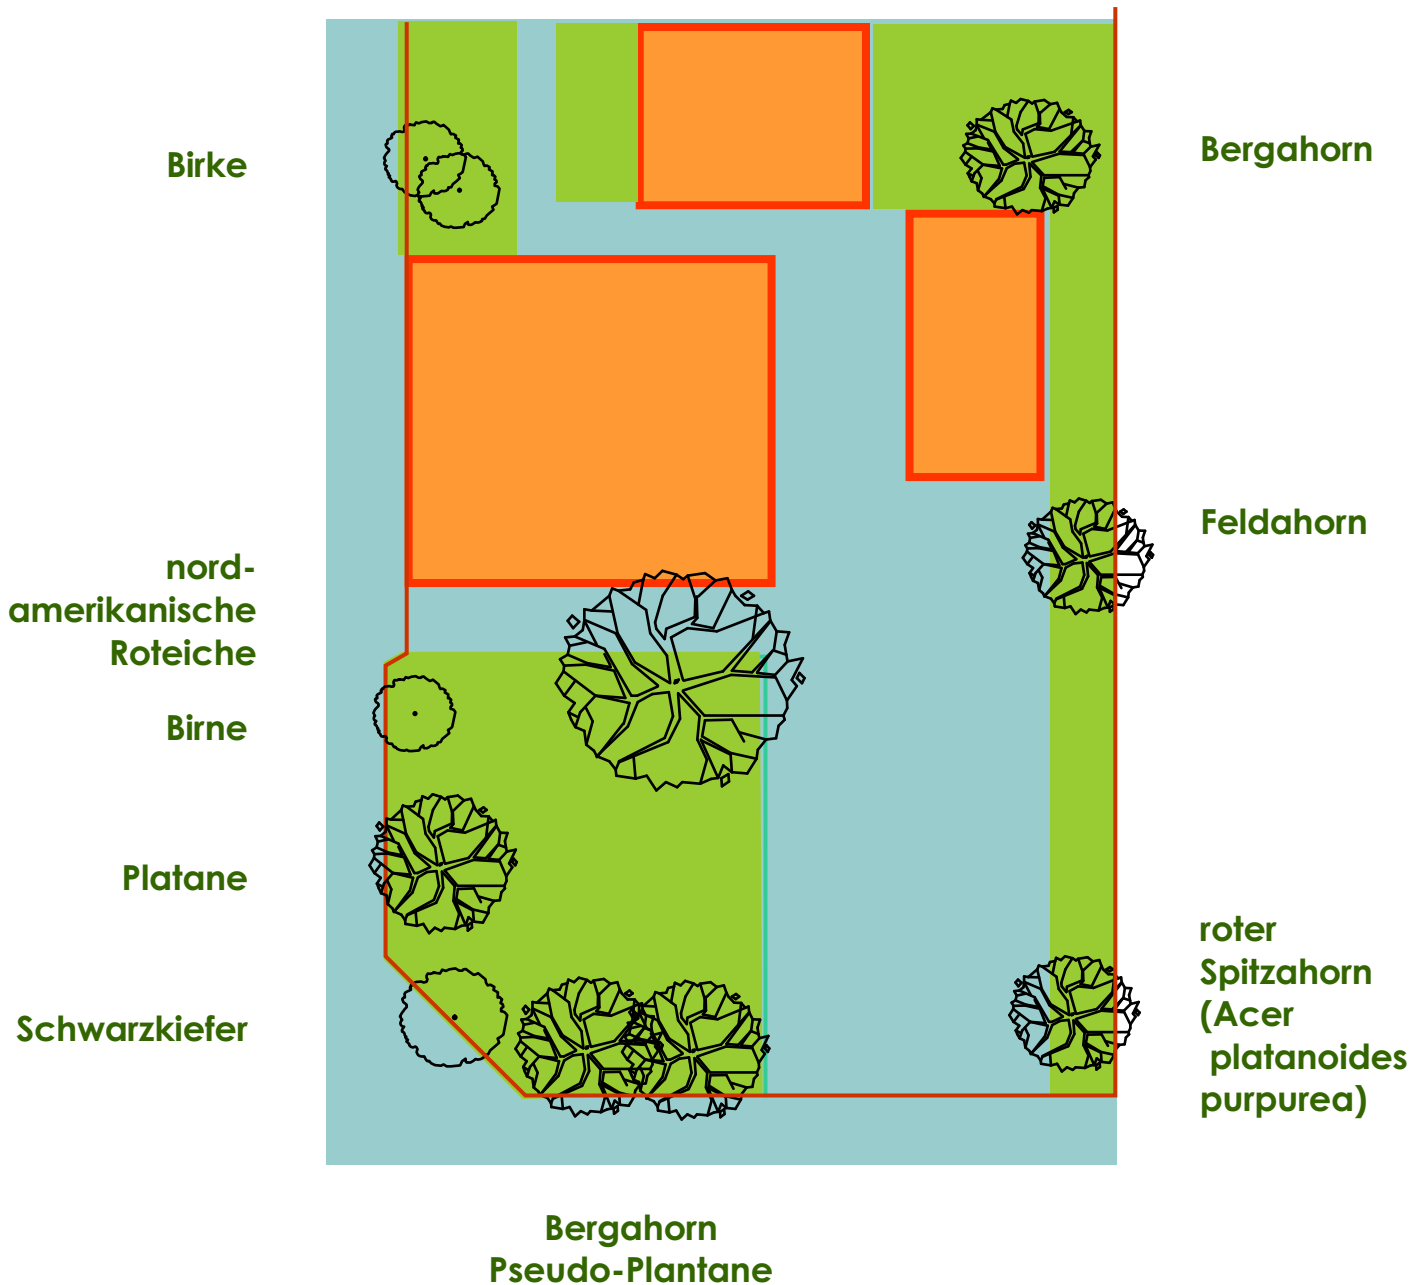 Birke
Bergahorn
Feldahorn
nord-
amerikanische
Roteiche
Birne
Platane
Schwarzkiefer
roter
Spitzahorn
(Acer
platanoides
purpurea)
Bergahorn
Pseudo-Plantane